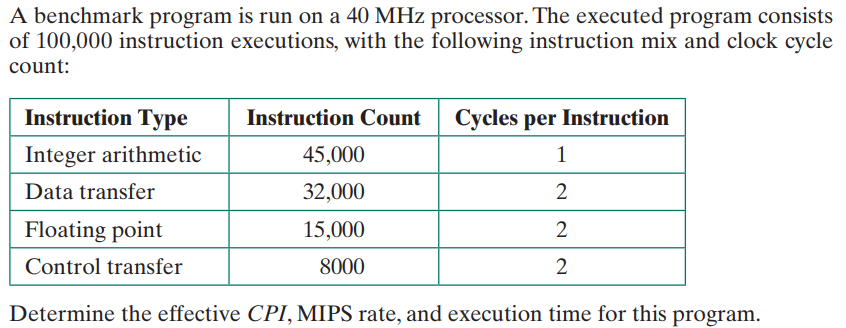 A benchmark program is run on a 40 MHz processor. The executed program consists
of 100,000 instruction executions, with the following instruction mix and clock cycle
count:
Instruction Type Instruction Count Cycles per Instruction
Integer arithmetic 45,000 1
Data transfer 32,000 2
Floating point 15,000 2
Control transfer 8000 2
Determine the effective CPI, MIPS rate, and execution time for this program.